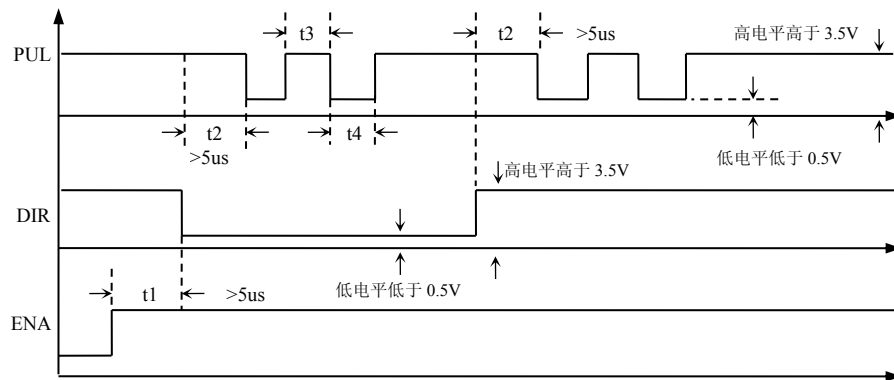 t3
t2
>5us
高电平高于 3.5V
PUL
t2
t4
>5us
低电平低于 0.5V
高电平高于 3.5V
DIR
t1
>5us
低电平低于 0.5V
ENA